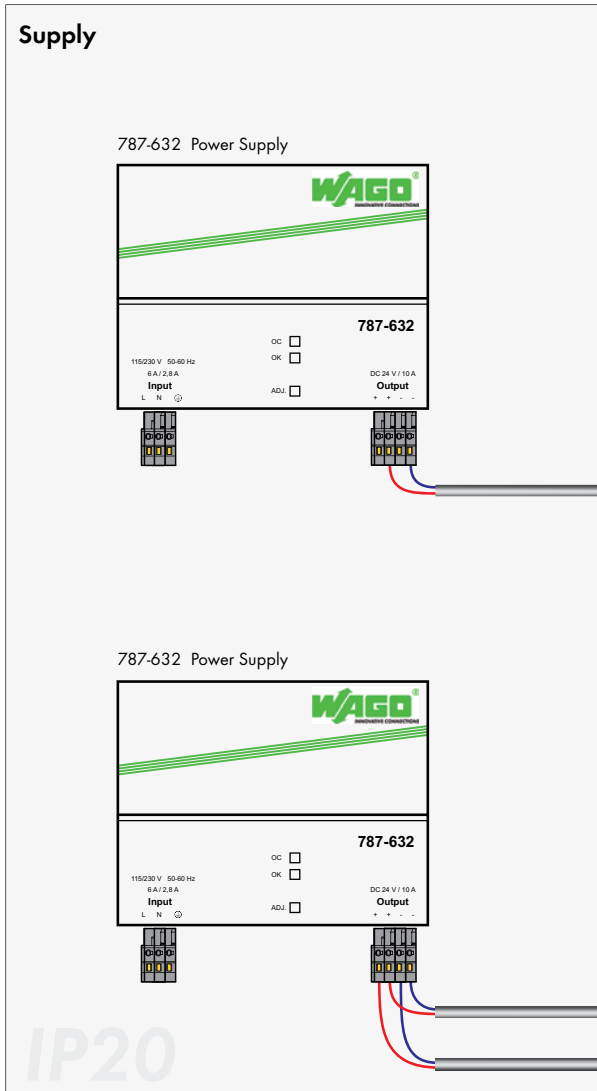 Supply
787-632 Power Supply
WAGO®
INNOVATIVE CONNECTIONS
787-632
OC
OK
115/230 V 50-60 Hz
6 A / 2,8 A
DC 24 V / 10 A
Input
ADJ.
Output
L N
+ + - -
787-632 Power Supply
WAGO®
INNOVATIVE CONNECTIONS
787-632
OC
OK
115/230 V 50-60 Hz
6 A / 2,8 A
DC 24 V / 10 A
Input
ADJ.
Output
L N
+ + - -
IP20